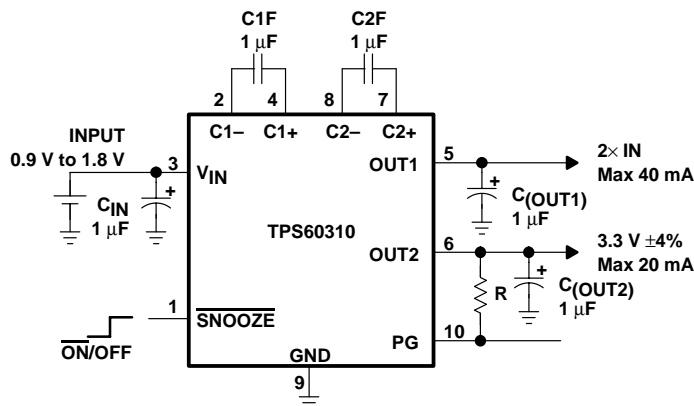 C1F
1 µF
C2F
1 µF
2
4
8
7
C1–
C1+
C2–
C2+
INPUT
0.9 V to 1.8 V
3
VIN
+
CIN
1 µF
TPS60310
OUT1
5
2× IN
Max 40 mA
+
C(OUT1)
1 µF
OUT2
6
3.3 V ±4%
Max 20 mA
+
C(OUT2)
1 µF
R
1
SNOOZE
ON/OFF
PG
10
GND
9